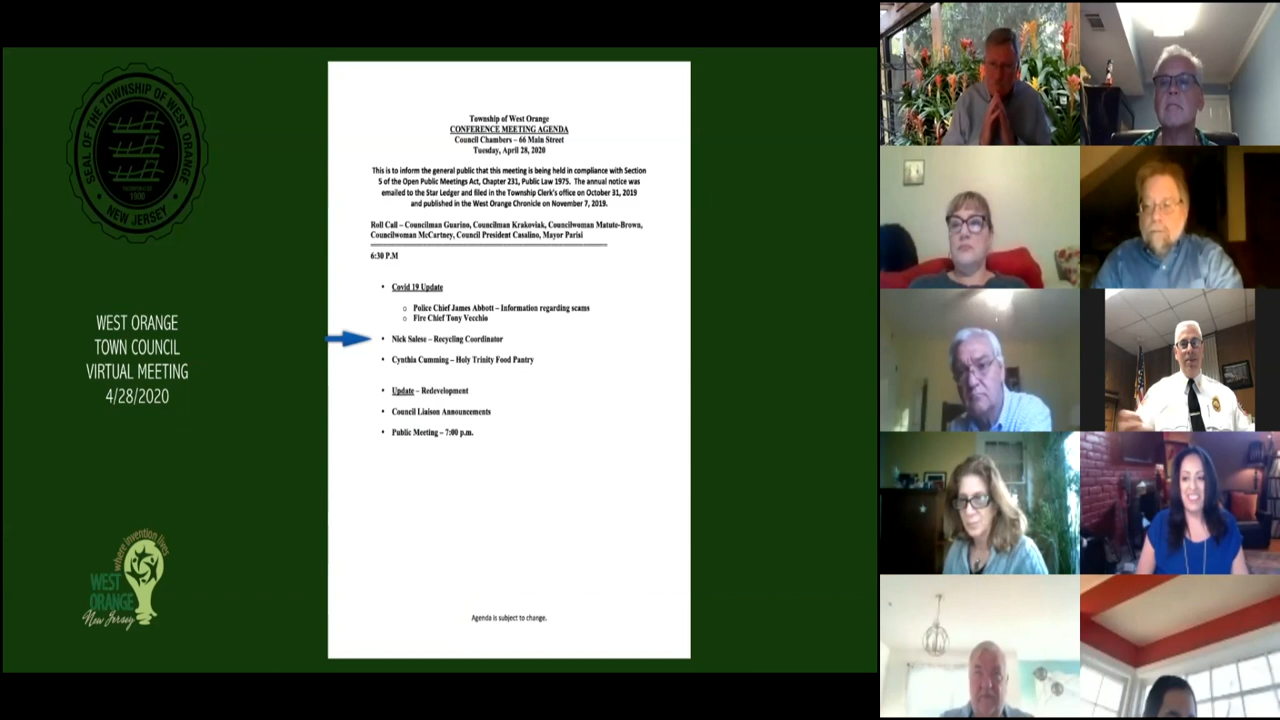 SEAL OF THE TOWNSHIP OF WEST ORANGE
INCORPORATED
1900
NEW JERSEY
WEST ORANGE
TOWN COUNCIL
VIRTUAL MEETING
4/28/2020
where invention lives
WEST
ORANGE
New Jersey
Township of West Orange
CONFERENCE MEETING AGENDA
Council Chambers – 66 Main Street
Tuesday, April 28, 2020
This is to inform the general public that this meeting is being held in compliance with Section
5 of the Open Public Meetings Act, Chapter 231, Public Law 1975. The annual notice was
emailed to the Star Ledger and filed in the Township Clerk's office on October 31, 2019
and published in the West Orange Chronicle on November 7, 2019.
Roll Call – Councilman Guarino, Councilman Krakoviak, Councilwoman Matute-Brown,
Councilwoman McCartney, Council President Casalino, Mayor Parisi
6:30 P.M
• Covid 19 Update
o Police Chief James Abbott – Information regarding scams
o Fire Chief Tony Vecchio
• Nick Salese – Recycling Coordinator
• Cynthia Cumming – Holy Trinity Food Pantry
• Update – Redevelopment
• Council Liaison Announcements
• Public Meeting – 7:00 p.m.
Agenda is subject to change.